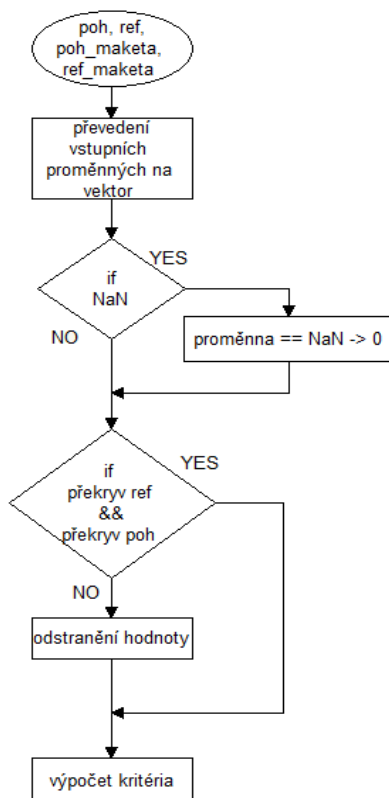 poh, ref,
poh_maketa,
ref_maketa
převedení
vstupních
proměnných na
vektor
YES
if
NaN
NO
proměnna == NaN -> 0
if
překryv ref
&&
překryv poh
YES
NO
odstranění hodnoty
výpočet kritéria